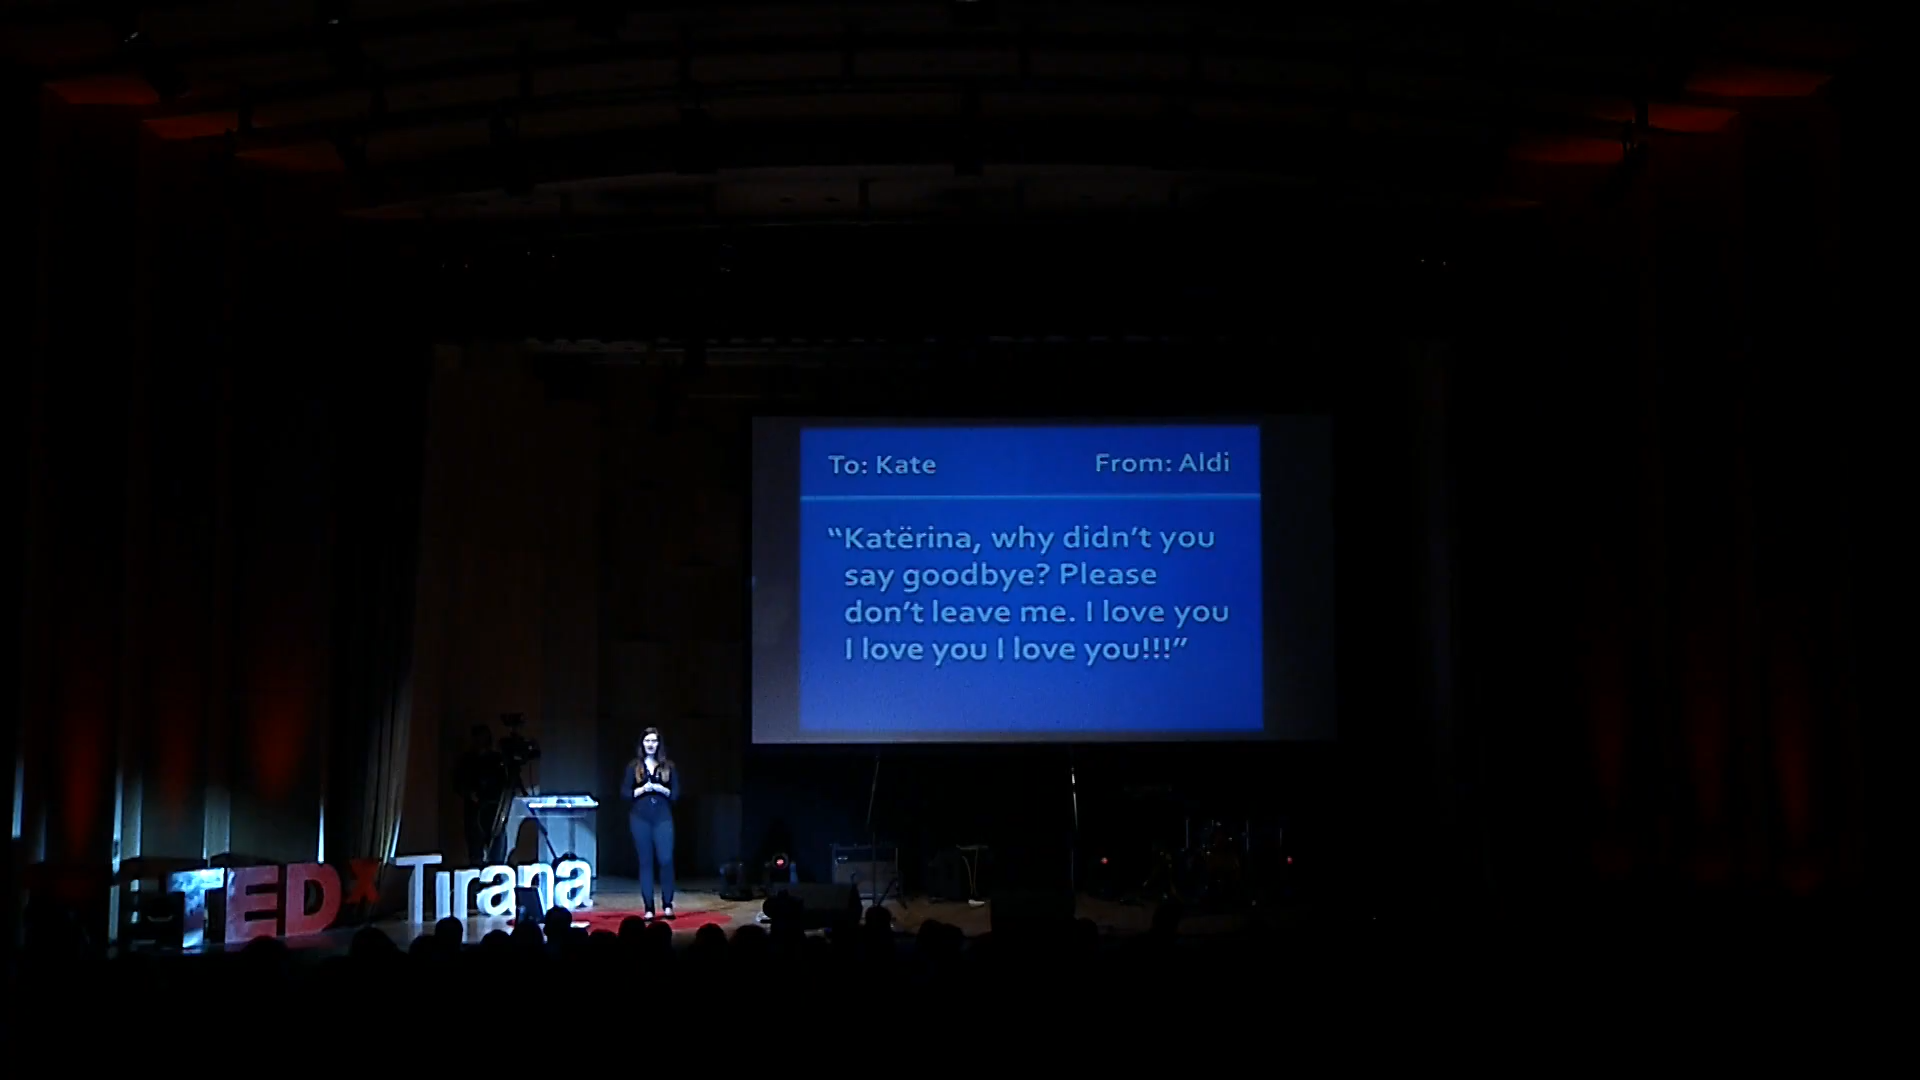 To: Kate
From: Aldi
“Katërina, why didn’t you
say goodbye? Please
don’t leave me. I love you
I love you I love you!!!”
TEDx Tirana